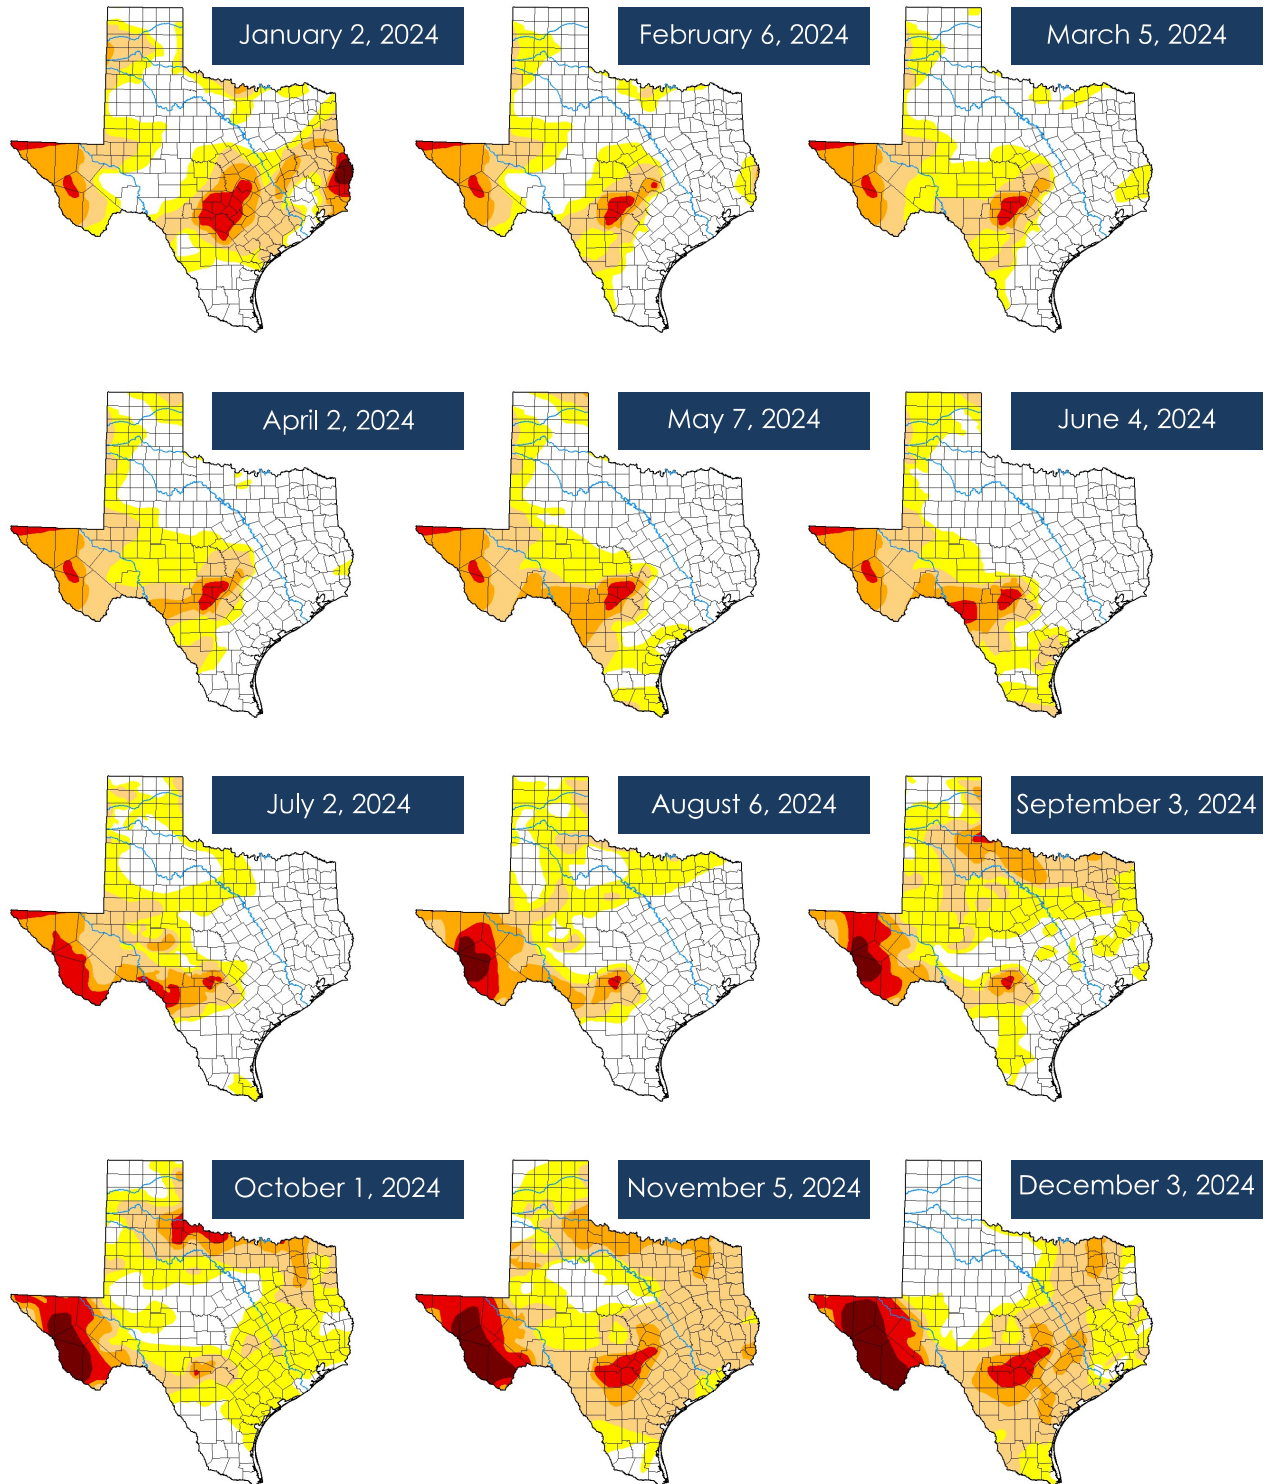 January 2, 2024
February 6, 2024
March 5, 2024
April 2, 2024
May 7, 2024
June 4, 2024
July 2, 2024
August 6, 2024
September 3, 2024
October 1, 2024
November 5, 2024
December 3, 2024